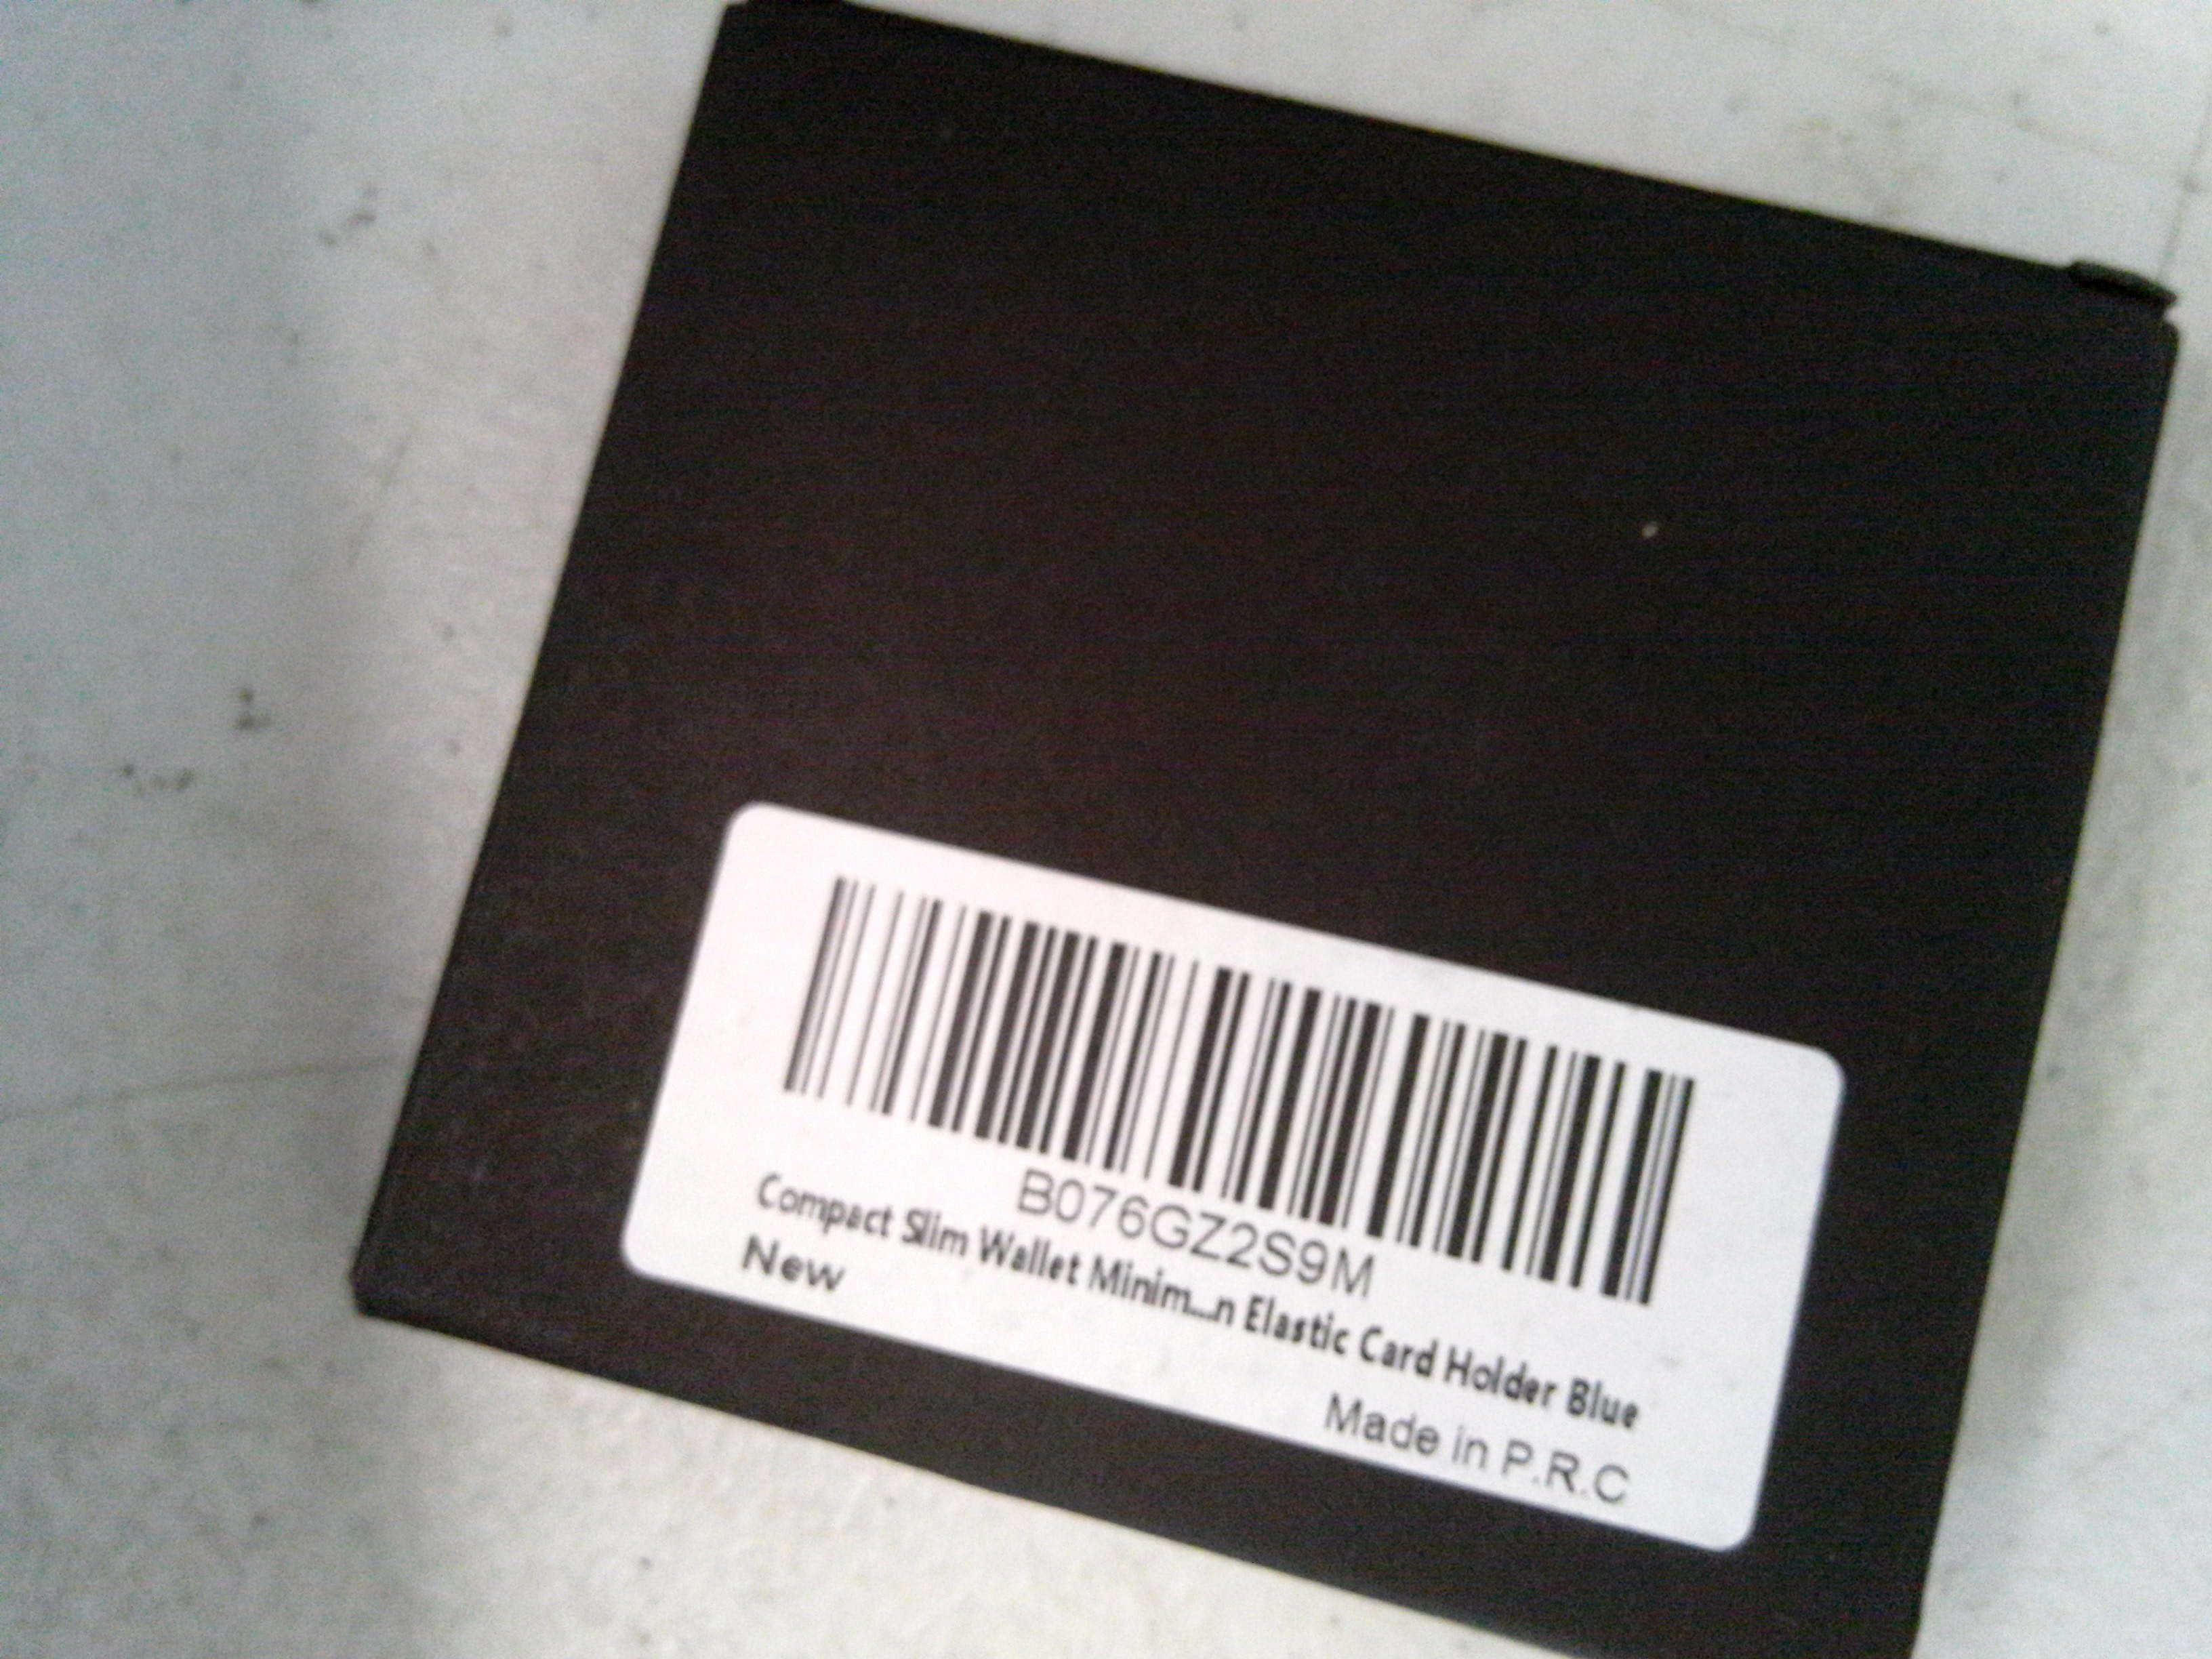 B076GZ2S9M
Compact Slim Wallet Minim...n Elastic Card Holder Blue
New
Made in P.R.C